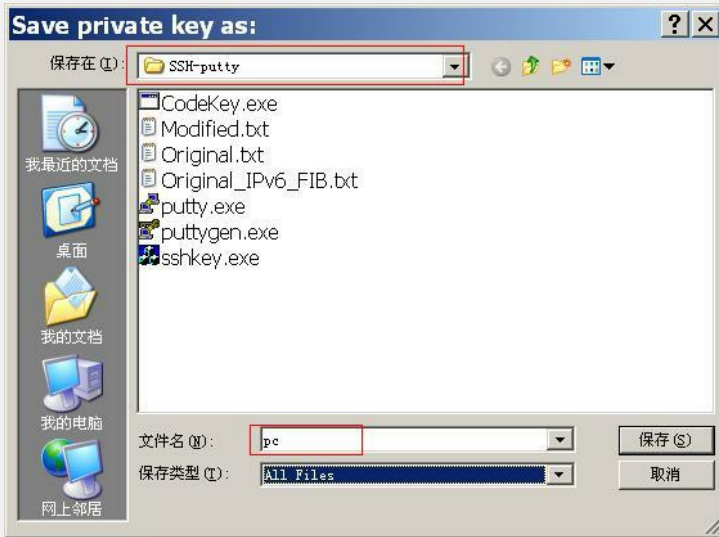 Save private key as:
保存在(I):
SSH-putty
我最近的文档
桌面
我的文档
我的电脑
网上邻居
CodeKey.exe
Modified.txt
Original.txt
Original_IPv6_FIB.txt
putty.exe
puttygen.exe
sshkey.exe
文件名(N):
pc
保存(S)
保存类型(T):
All Files
取消